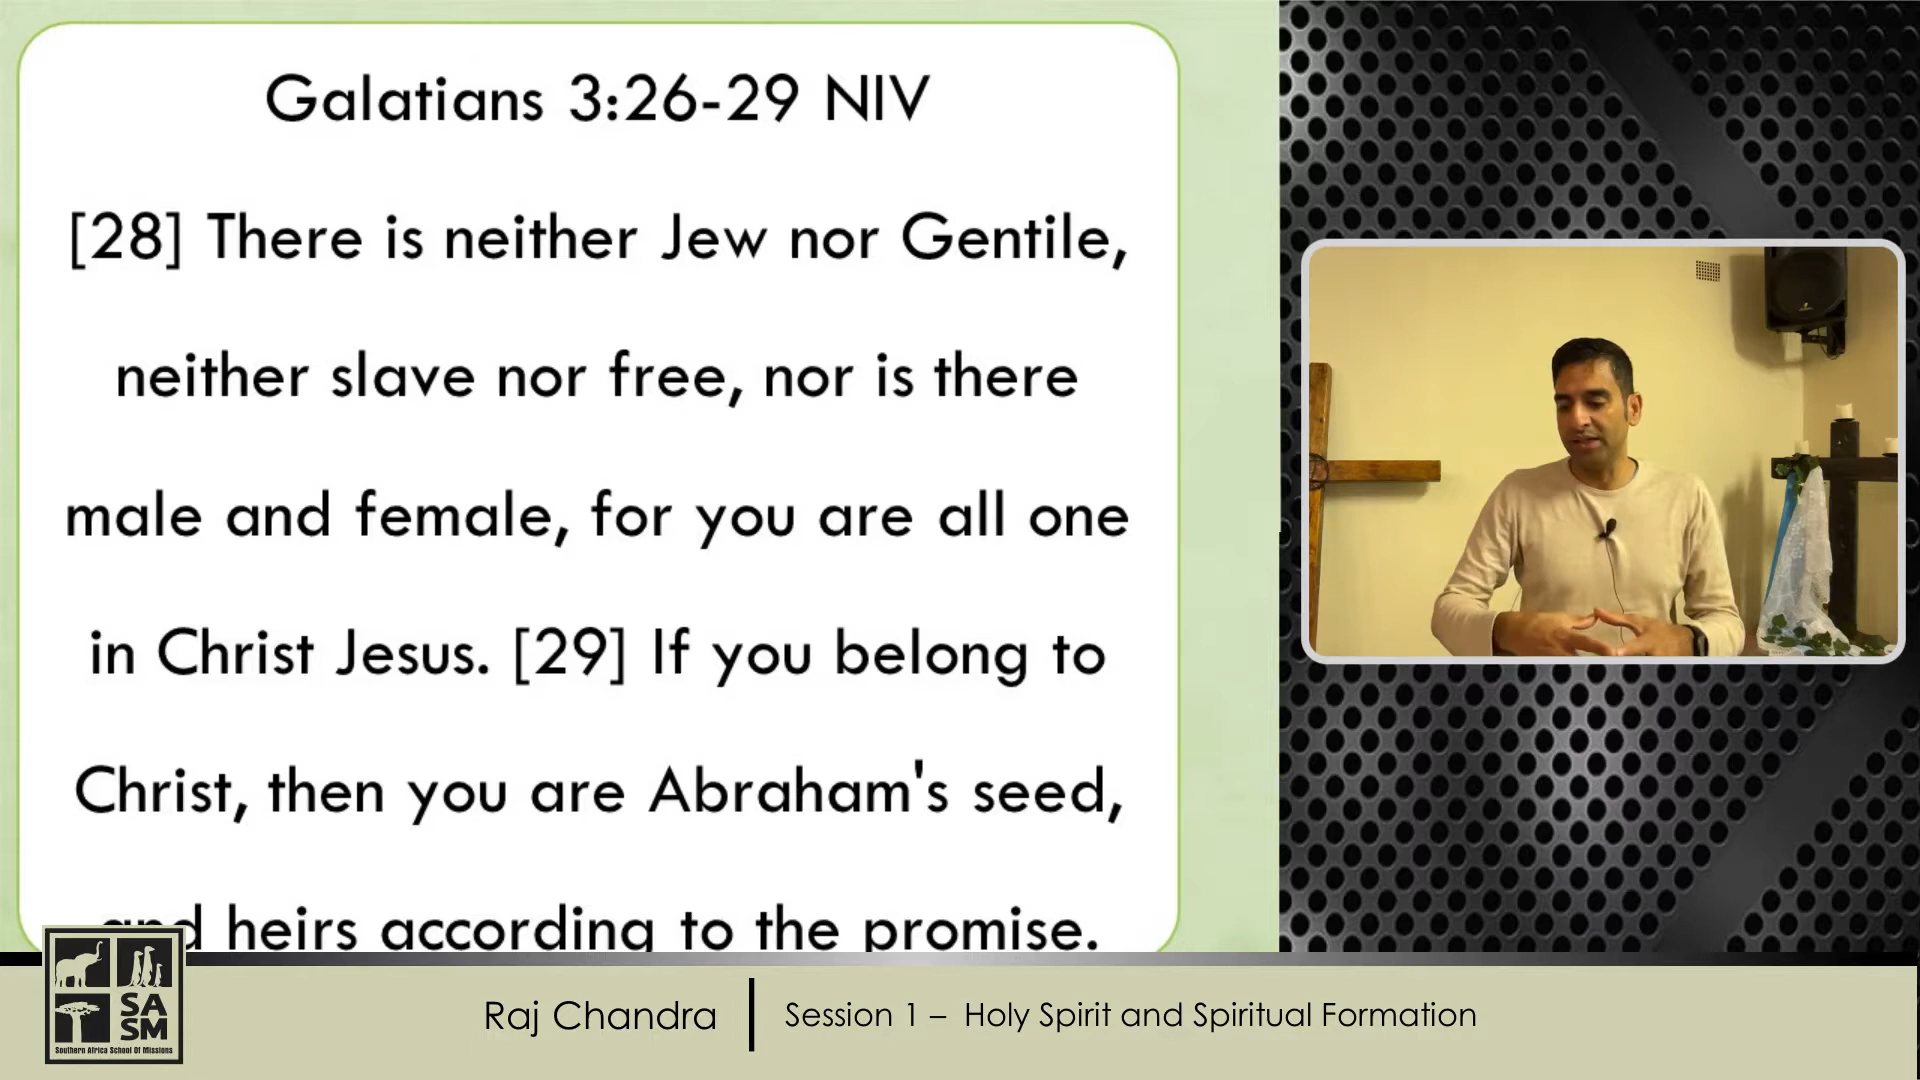 Galatians 3:26-29 NIV
[28] There is neither Jew nor Gentile,
neither slave nor free, nor is there
male and female, for you are all one
in Christ Jesus. [29] If you belong to
Christ, then you are Abraham's seed,
and heirs according to the promise.
SA
SM
Southern Africa School Of Missions
Raj Chandra
Session 1 – Holy Spirit and Spiritual Formation